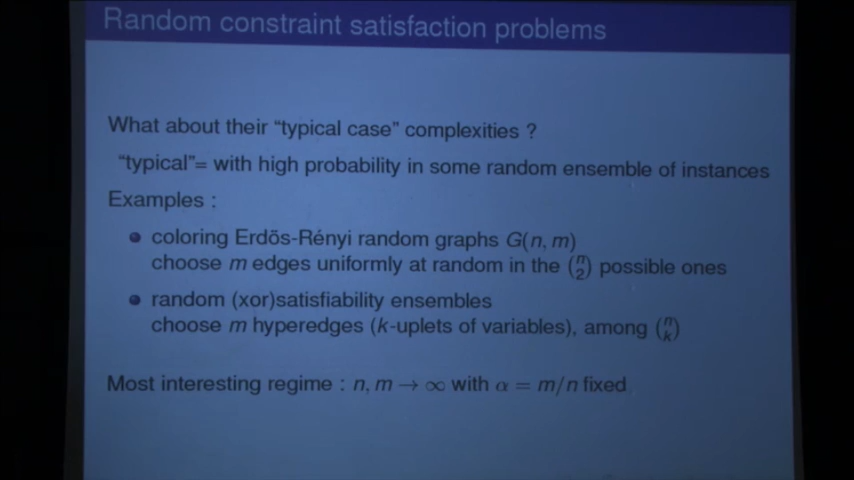 Random constraint satisfaction problems
What about their “typical case” complexities ?
“typical”= with high probability in some random ensemble of instances
Examples :
coloring Erdös-Rényi random graphs G(n, m)
choose m edges uniformly at random in the (n 2) possible ones
random (xor)satisfiability ensembles
choose m hyperedges (k-uplets of variables), among (n k)
Most interesting regime : n, m → ∞ with α = m/n fixed